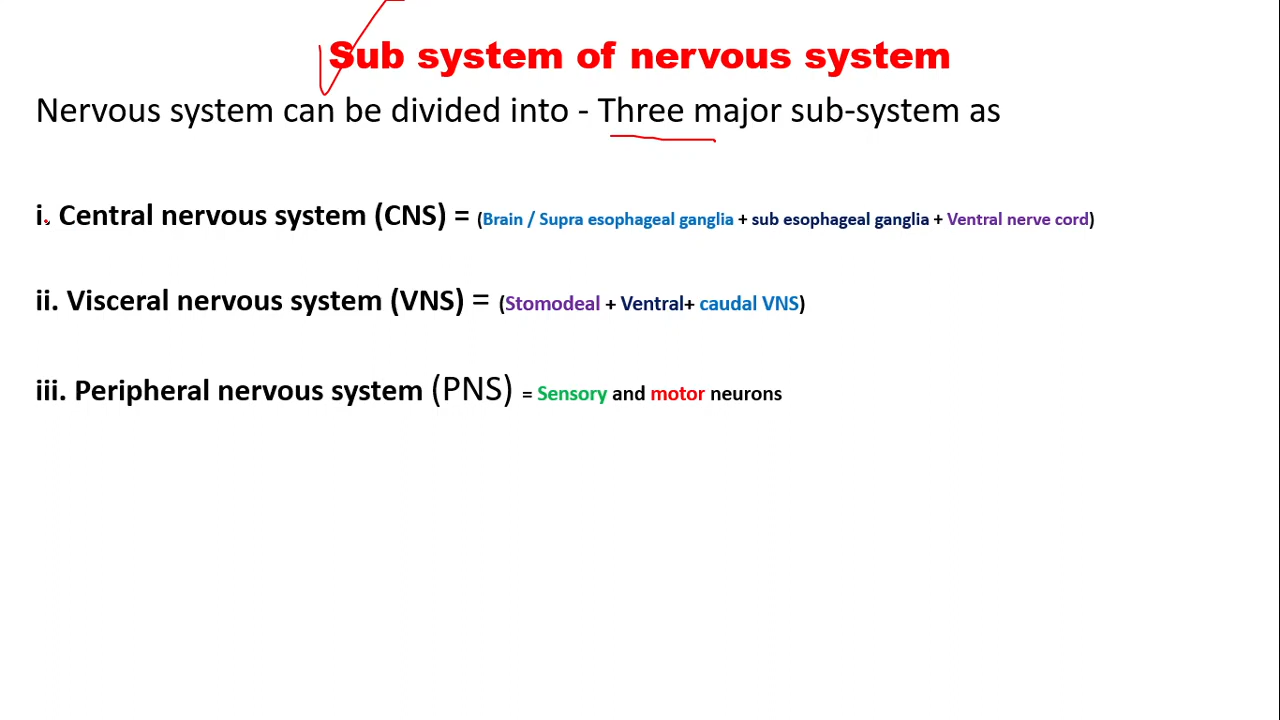 Sub system of nervous system
Nervous system can be divided into - Three major sub-system as
i. Central nervous system (CNS) = (Brain / Supra esophageal ganglia + sub esophageal ganglia + Ventral nerve cord)
ii. Visceral nervous system (VNS) = (Stomodeal + Ventral+ caudal VNS)
iii. Peripheral nervous system (PNS) = Sensory and motor neurons